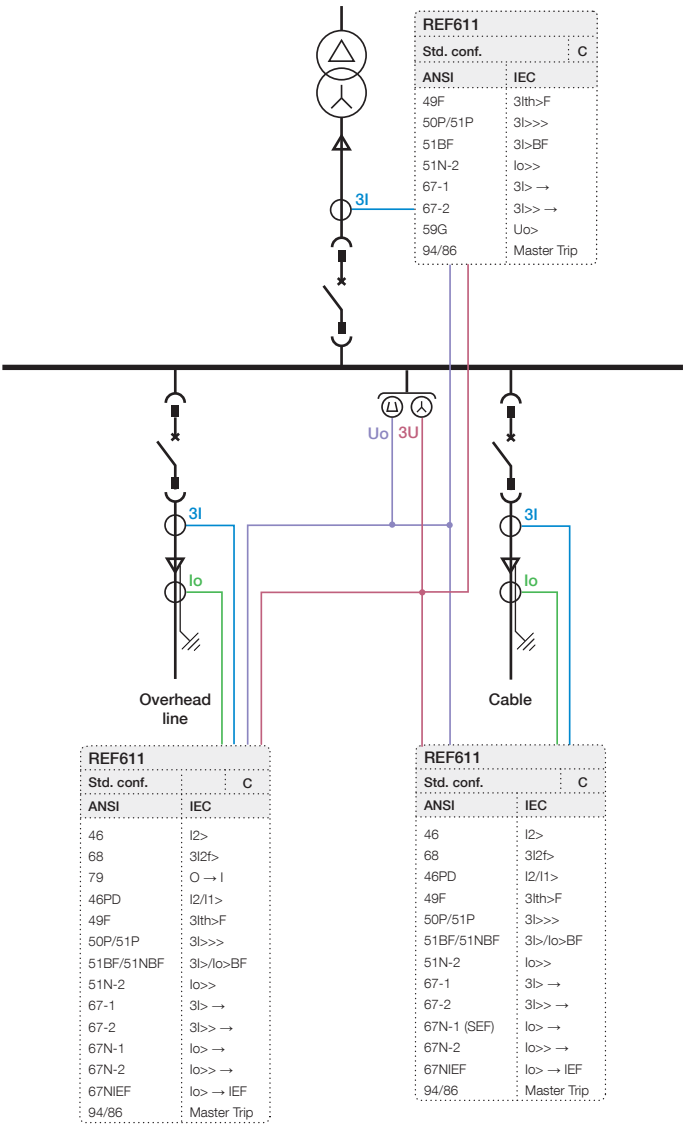 REF611
Std. conf. C
ANSI IEC
49F 3Ith>F
50P/51P 3I>>>
51BF 3I>BF
51N-2 Io>>
67-1 3I> →
67-2 3I>> →
59G Uo>
94/86 Master Trip
3I
Uo 3U
3I
Io
Overhead
line
3I
Io
Cable
REF611
Std. conf. C
ANSI IEC
46 I2>
68 3I2f>
79 O → I
46PD I2/I1>
49F 3Ith>F
50P/51P 3I>>>
51BF/51NBF 3I>/Io>BF
51N-2 Io>>
67-1 3I> →
67-2 3I>> →
67N-1 Io> →
67N-2 Io>> →
67NIEF Io> → IEF
94/86 Master Trip
REF611
Std. conf. C
ANSI IEC
46 I2>
68 3I2f>
46PD I2/I1>
49F 3Ith>F
50P/51P 3I>>>
51BF/51NBF 3I>/Io>BF
51N-2 Io>>
67-1 3I> →
67-2 3I>> →
67N-1 (SEF) Io> →
67N-2 Io>> →
67NIEF Io> → IEF
94/86 Master Trip